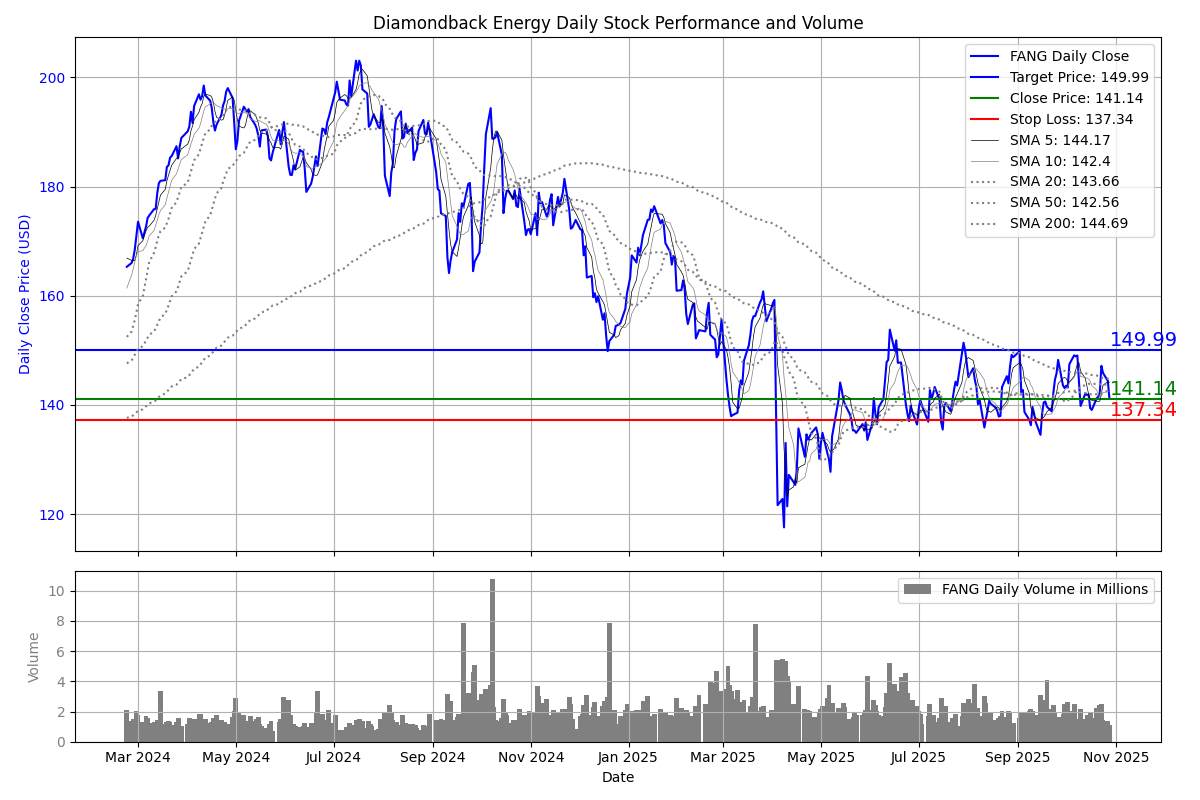 Diamondback Energy Daily Stock Performance and Volume
Daily Close Price (USD)
200
180
160
140
120
FANG Daily Close
Target Price: 149.99
Close Price: 141.14
Stop Loss: 137.34
SMA 5: 144.17
SMA 10: 142.4
SMA 20: 143.66
SMA 50: 142.56
SMA 200: 144.69
149.99
141.14
137.34
Volume
10
8
6
4
2
0
FANG Daily Volume in Millions
Mar 2024 May 2024 Jul 2024 Sep 2024 Nov 2024 Jan 2025 Mar 2025 May 2025 Jul 2025 Sep 2025 Nov 2025
Date